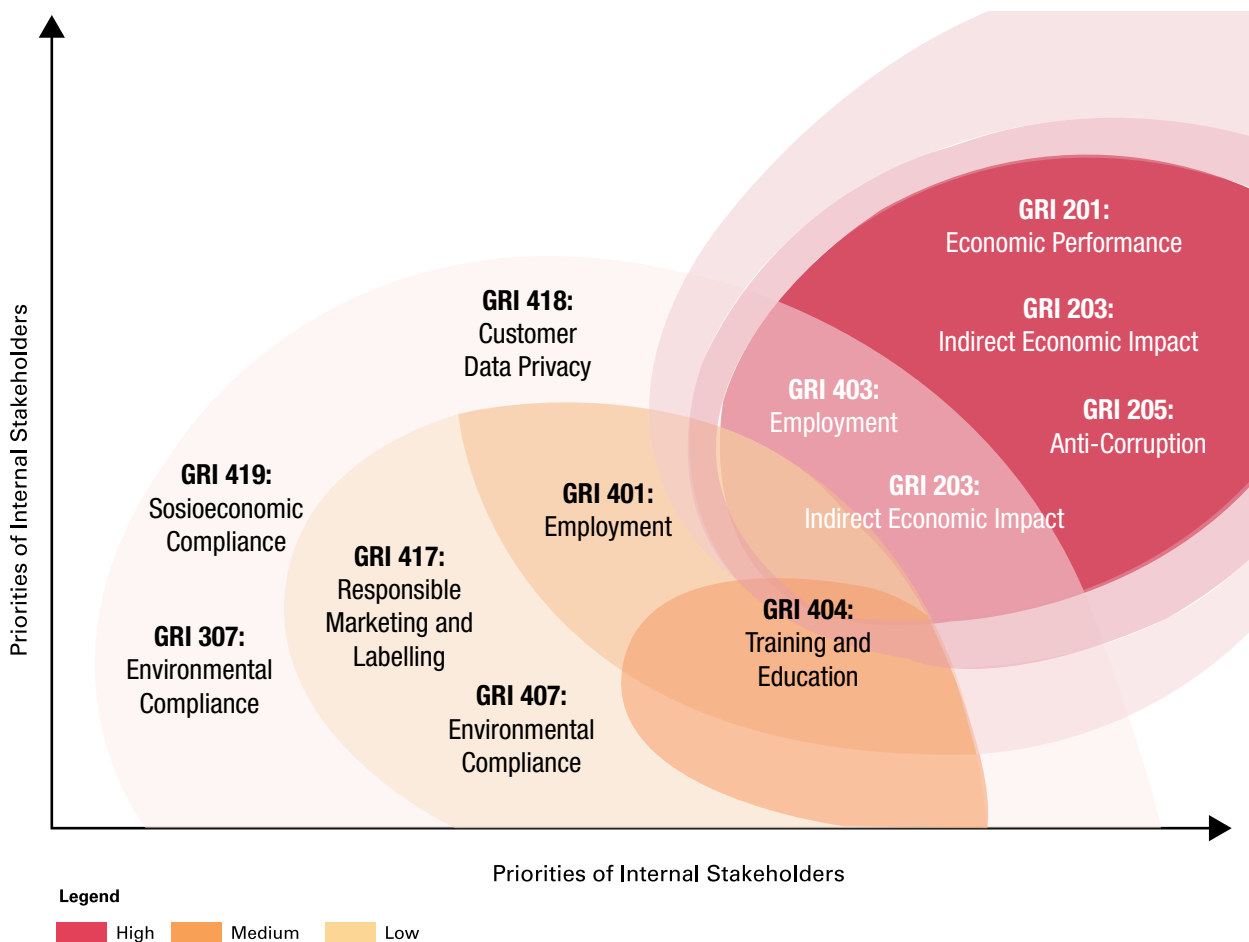 Priorities of Internal Stakeholders
GRI 201:
Economic Performance
GRI 203:
Indirect Economic Impact
GRI 205:
Anti-Corruption
GRI 403:
Employment
GRI 203:
Indirect Economic Impact
GRI 418:
Customer
Data Privacy
GRI 419:
Sosioeconomic
Compliance
GRI 401:
Employment
GRI 417:
Responsible
Marketing and
Labelling
GRI 404:
Training and
Education
GRI 307:
Environmental
Compliance
GRI 407:
Environmental
Compliance
Priorities of Internal Stakeholders
Legend
High
Medium
Low